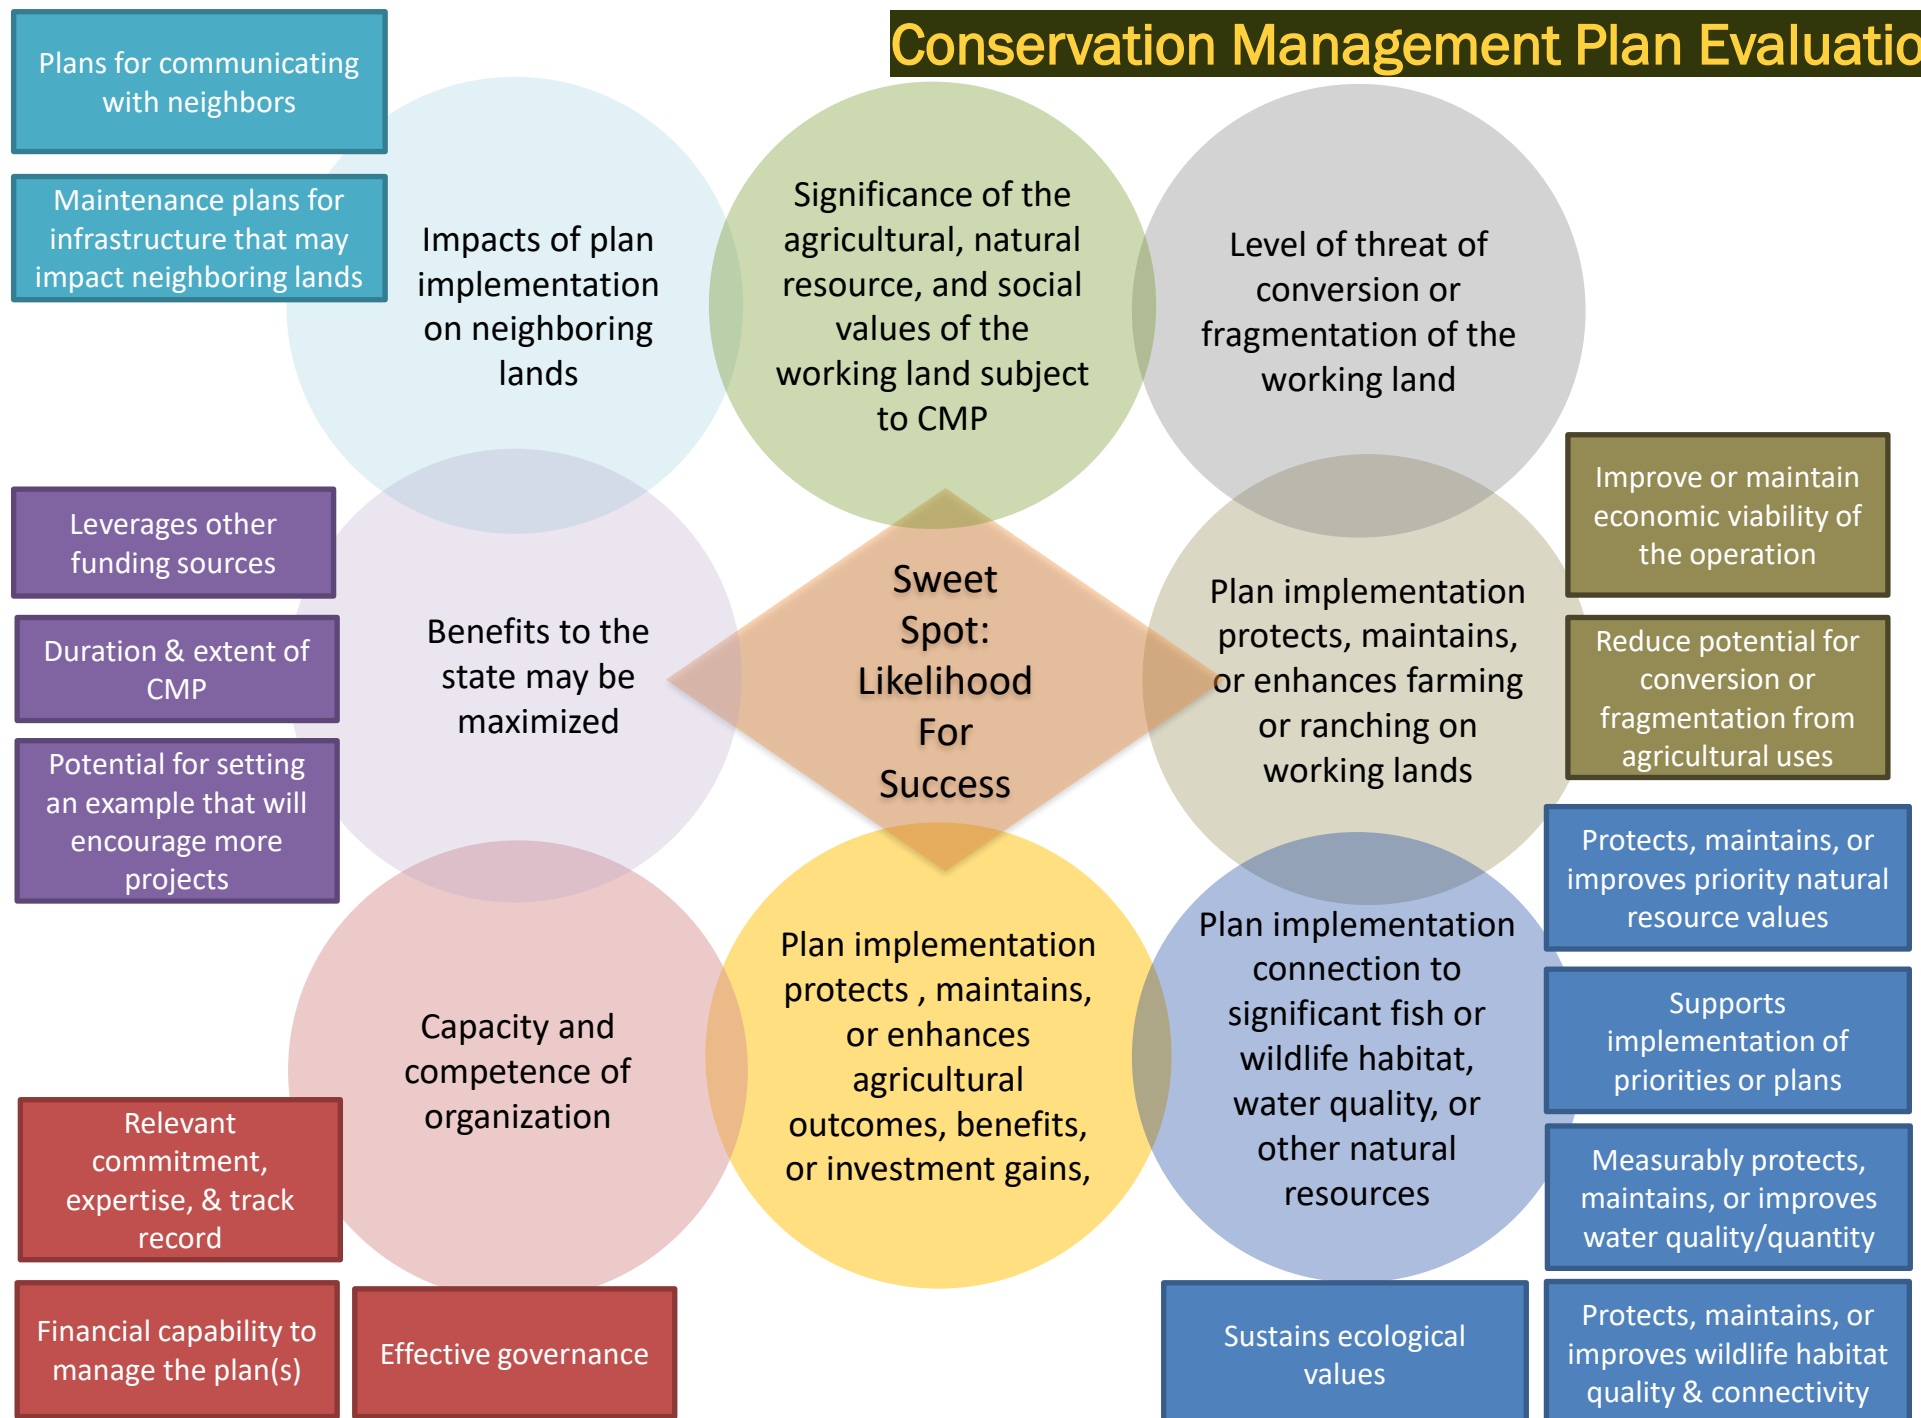 Conservation Management Plan Evaluatio
Plans for communicating
with neighbors
Maintenance plans for
infrastructure that may
impact neighboring lands
Impacts of plan
implementation
on neighboring
lands
Significance of the
agricultural, natural
resource, and social
values of the
working land subject
to CMP
Level of threat of
conversion or
fragmentation of the
working land
Leverages other
funding sources
Duration & extent of
CMP
Potential for setting
an example that will
encourage more
projects
Benefits to the
state may be
maximized
Sweet
Spot:
Likelihood
For
Success
Plan implementation
protects, maintains,
or enhances farming
or ranching on
working lands
Improve or maintain
economic viability of
the operation
Reduce potential for
conversion or
fragmentation from
agricultural uses
Capacity and
competence of
organization
Relevant
commitment,
expertise, & track
record
Financial capability to
manage the plan(s)
Effective governance
Plan implementation
protects , maintains,
or enhances
agricultural
outcomes, benefits,
or investment gains,
Plan implementation
connection to
significant fish or
wildlife habitat,
water quality, or
other natural
resources
Protects, maintains, or
improves priority natural
resource values
Supports
implementation of
priorities or plans
Measurably protects,
maintains, or improves
water quality/quantity
Sustains ecological
values
Protects, maintains, or
improves wildlife habitat
quality & connectivity